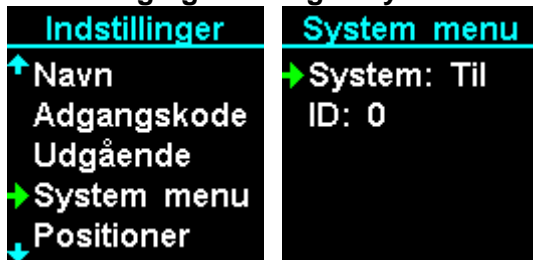 Indstillinger
Navn
Adgangskode
Udgående
System menu
Positioner
System menu
System: Til
ID: 0